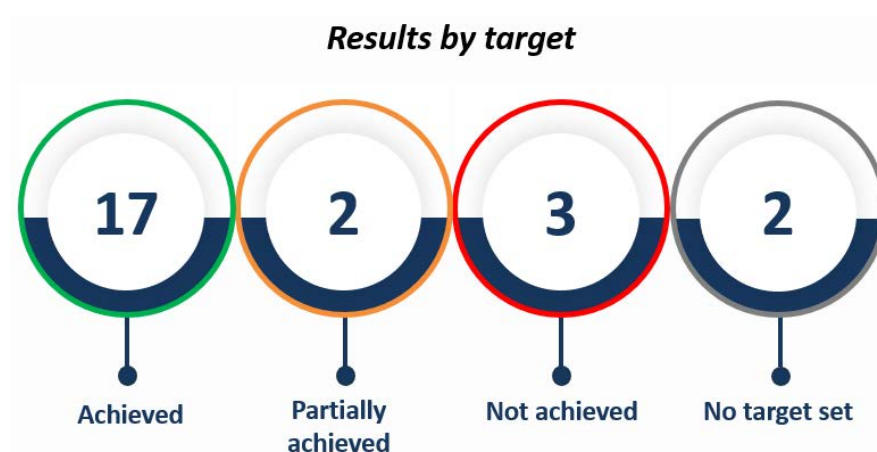 Results by target
17
2
3
2
Achieved
Partially
achieved
Not achieved
No target set